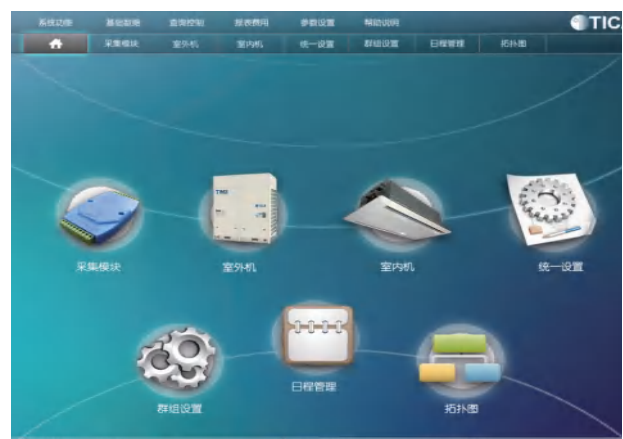 系统功能 基础数据 查询控制 报表费用 参数设置 帮助说明 TICA
采集模块 室外机 室内机 统一设置 群组设置 日程管理 拓扑图
采集模块 室外机 室内机 统一设置
群组设置 日程管理 拓扑图